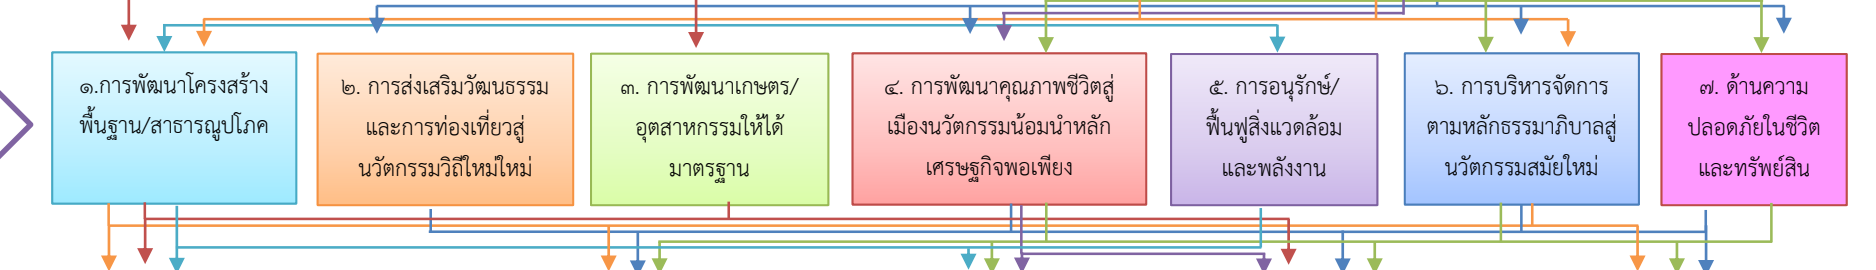 ๑.การพัฒนาโครงสร้าง
พื้นฐาน/สาธารณูปโภค
๒. การส่งเสริมวัฒนธรรม
และการท่องเที่ยวสู่
นวัตกรรมวิถีใหม่ใหม่
๓. การพัฒนาเกษตร/
อุตสาหกรรมให้ได้
มาตรฐาน
๔. การพัฒนาคุณภาพชีวิตสู่
เมืองนวัตกรรมน้อมนำหลัก
เศรษฐกิจพอเพียง
๕. การอนุรักษ์/
ฟื้นฟูสิ่งแวดล้อม
และพลังงาน
๖. การบริหารจัดการ
ตามหลักธรรมาภิบาลสู่
นวัตกรรมสมัยใหม่
๗. ด้านความ
ปลอดภัยในชีวิต
และทรัพย์สิน